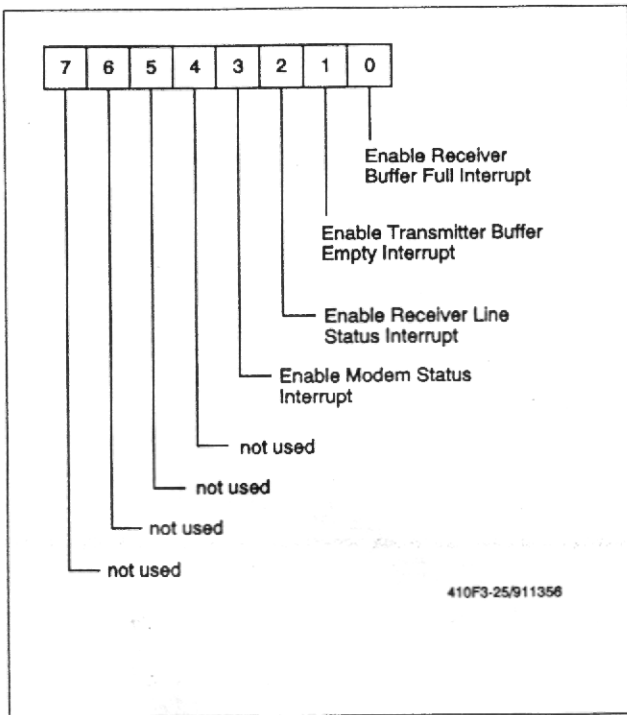 7 6 5 4 3 2 1 0
Enable Receiver
Buffer Full Interrupt
Enable Transmitter Buffer
Empty Interrupt
Enable Receiver Line
Status Interrupt
Enable Modem Status
Interrupt
not used
not used
not used
not used
410F3-25/911356